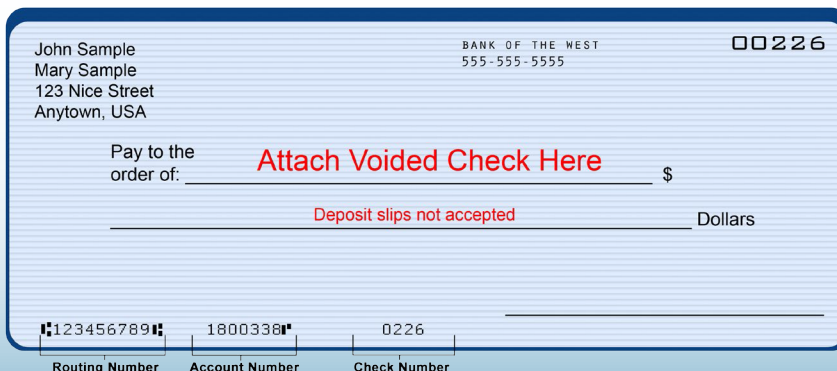 John Sample
Mary Sample
123 Nice Street
Anytown, USA
BANK OF THE WEST
555-555-5555
00226
Pay to the
order of: Attach Voided Check Here $
Deposit slips not accepted Dollars
⑆123456789⑆ 1800338⑈ 0226
Routing Number Account Number Check Number